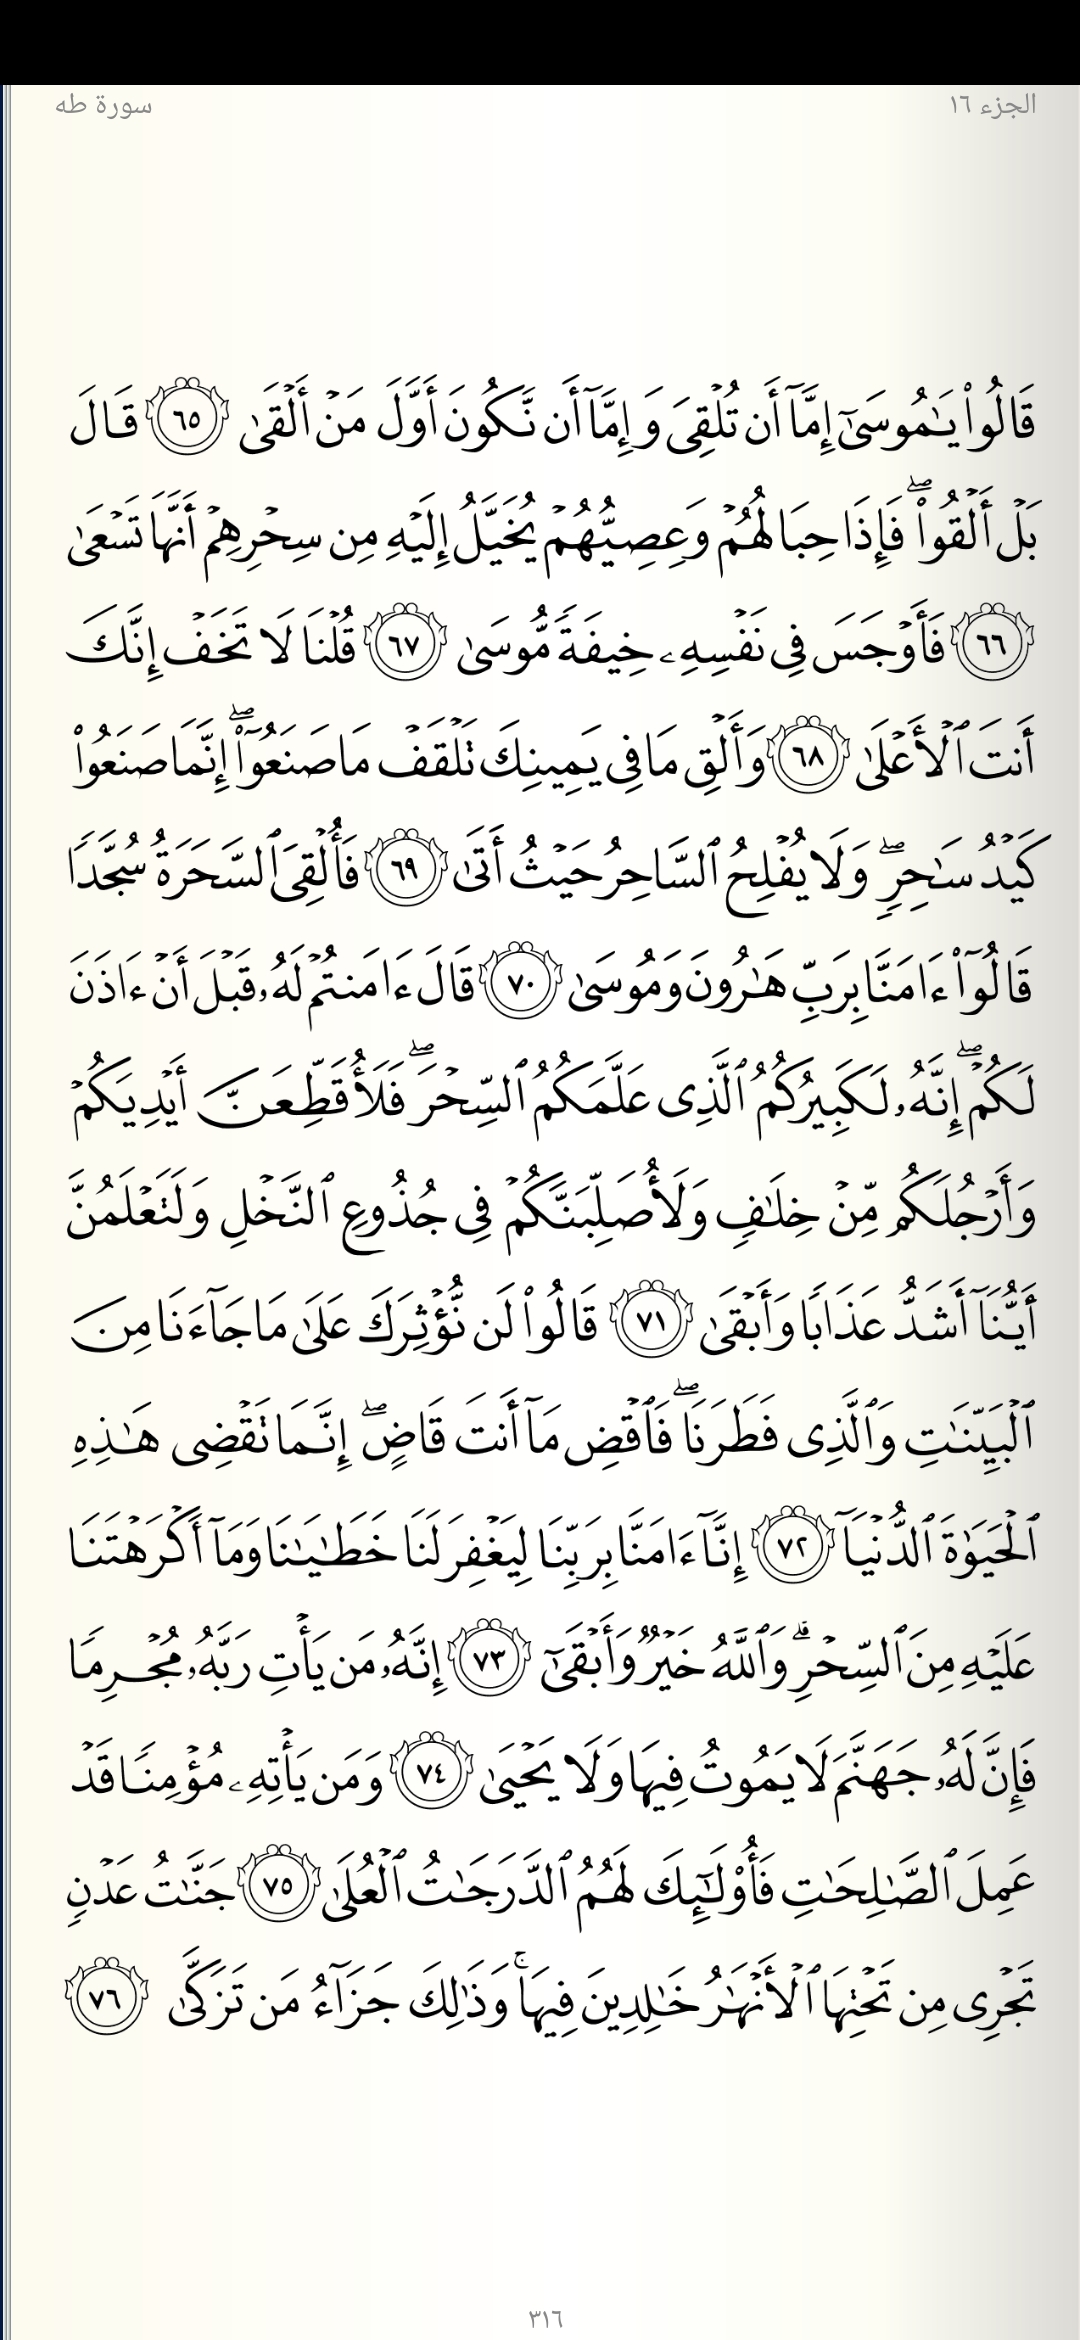 الجزء ١٦
سورة طه
قَالُوا۟ يَـٰمُوسَىٰٓ إِمَّآ أَن تُلْقِىَ وَإِمَّآ أَن نَّكُونَ أَوَّلَ مَنْ أَلْقَىٰ ٦٥ قَالَ
بَلْ أَلْقُوا۟ۖ فَإِذَا حِبَالُهُمْ وَعِصِيُّهُمْ يُخَيَّلُ إِلَيْهِ مِن سِحْرِهِمْ أَنَّهَا تَسْعَىٰ
٦٦ فَأَوْجَسَ فِى نَفْسِهِۦ خِيفَةً مُّوسَىٰ ٦٧ قُلْنَا لَا تَخَفْ إِنَّكَ
أَنتَ ٱلْأَعْلَىٰ ٦٨ وَأَلْقِ مَا فِى يَمِينِكَ تَلْقَفْ مَا صَنَعُوٓا۟ۖ إِنَّمَا صَنَعُوا۟
كَيْدُ سَـٰحِرٍۖ وَلَا يُفْلِحُ ٱلسَّاحِرُ حَيْثُ أَتَىٰ ٦٩ فَأُلْقِىَ ٱلسَّحَرَةُ سُجَّدًا
قَالُوٓا۟ ءَامَنَّا بِرَبِّ هَـٰرُونَ وَمُوسَىٰ ٧٠ قَالَ ءَامَنتُمْ لَهُۥ قَبْلَ أَنْ ءَاذَنَ
لَكُمْۖ إِنَّهُۥ لَكَبِيرُكُمُ ٱلَّذِى عَلَّمَكُمُ ٱلسِّحْرَۖ فَلَأُقَطِّعَنَّ أَيْدِيَكُمْ
وَأَرْجُلَكُم مِّنْ خِلَـٰفٍ وَلَأُصَلِّبَنَّكُمْ فِى جُذُوعِ ٱلنَّخْلِ وَلَتَعْلَمُنَّ
أَيُّنَآ أَشَدُّ عَذَابًا وَأَبْقَىٰ ٧١ قَالُوا۟ لَن نُّؤْثِرَكَ عَلَىٰ مَا جَآءَنَا مِنَ
ٱلْبَيِّنَـٰتِ وَٱلَّذِى فَطَرَنَاۖ فَٱقْضِ مَآ أَنتَ قَاضٍۖ إِنَّمَا تَقْضِى هَـٰذِهِ
ٱلْحَيَوٰةَ ٱلدُّنْيَآ ٧٢ إِنَّآ ءَامَنَّا بِرَبِّنَا لِيَغْفِرَ لَنَا خَطَـٰيَـٰنَا وَمَآ أَكْرَهْتَنَا
عَلَيْهِ مِنَ ٱلسِّحْرِۗ وَٱللَّهُ خَيْرٌ وَأَبْقَىٰٓ ٧٣ إِنَّهُۥ مَن يَأْتِ رَبَّهُۥ مُجْرِمًا
فَإِنَّ لَهُۥ جَهَنَّمَ لَا يَمُوتُ فِيهَا وَلَا يَحْيَىٰ ٧٤ وَمَن يَأْتِهِۦ مُؤْمِنًا قَدْ
عَمِلَ ٱلصَّـٰلِحَـٰتِ فَأُو۟لَـٰٓئِكَ لَهُمُ ٱلدَّرَجَـٰتُ ٱلْعُلَىٰ ٧٥ جَنَّـٰتُ عَدْنٍ
تَجْرِى مِن تَحْتِهَا ٱلْأَنْهَـٰرُ خَـٰلِدِينَ فِيهَاۚ وَذَٰلِكَ جَزَآءُ مَن تَزَكَّىٰ ٧٦
٣١٦